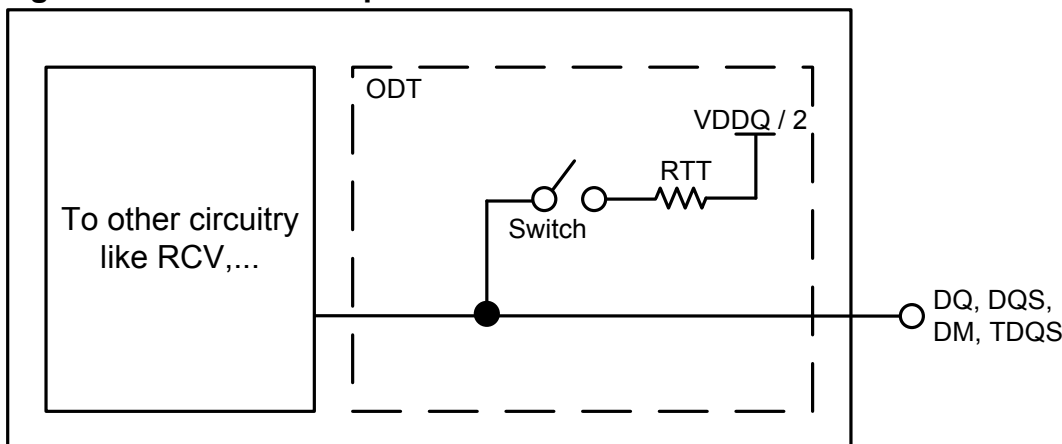 ODT
VDDQ / 2
RTT
Switch
To other circuitry
like RCV,...
DQ, DQS,
DM, TDQS